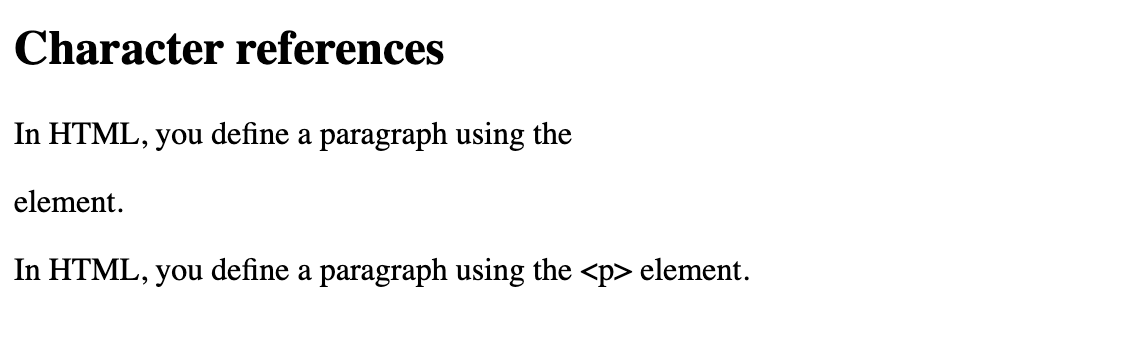 Character references
In HTML, you define a paragraph using the
element.
In HTML, you define a paragraph using the <p> element.